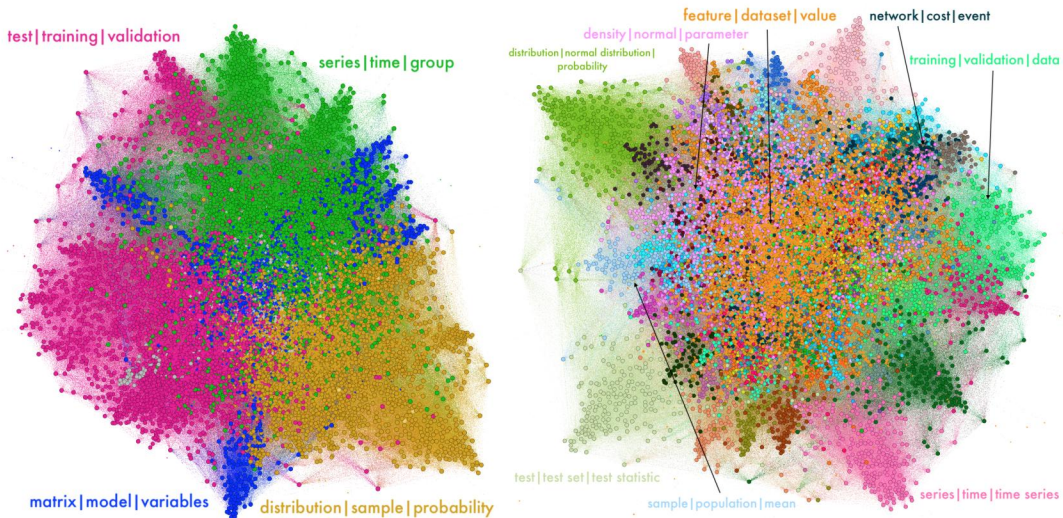 test|training|validation
series|time|group
matrix|model|variables
distribution|sample|probability
feature|dataset|value
network|cost|event
density|normal|parameter
distribution|normal distribution|
probability
training|validation|data
test|test set|test statistic
sample|population|mean
series|time|time series